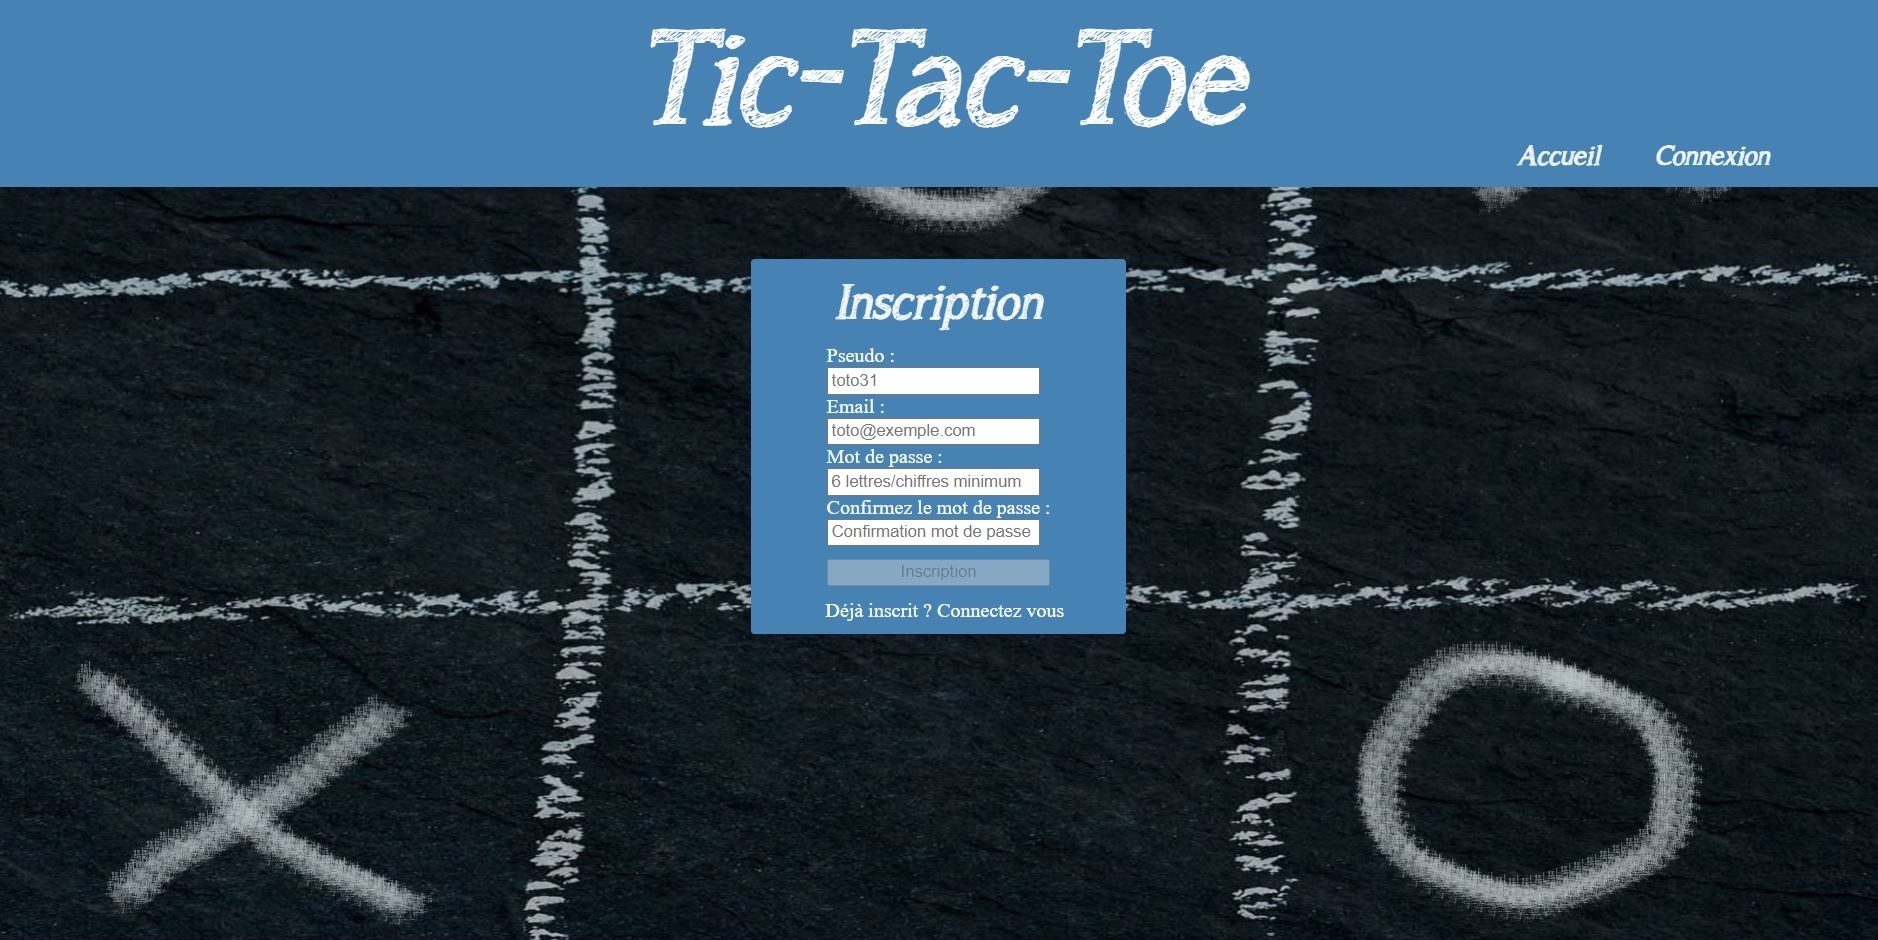 Tic-Tac-Toe
Accueil Connexion
Inscription
Pseudo :
toto31
Email :
toto@exemple.com
Mot de passe :
6 lettres/chiffres minimum
Confirmez le mot de passe :
Confirmation mot de passe
Inscription
Déjà inscrit ? Connectez vous